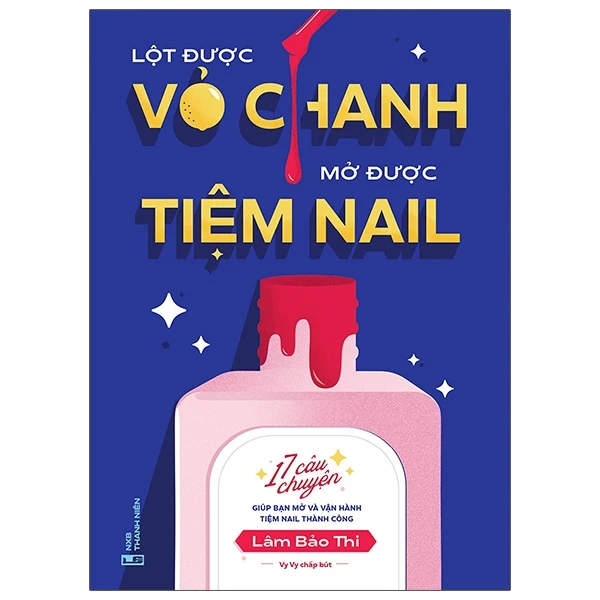 LỘT ĐƯỢC
VỎ CHANH
MỞ ĐƯỢC
TIỆM NAIL
17 câu
chuyện
GIÚP BẠN MỞ VÀ VẬN HÀNH
TIỆM NAIL THÀNH CÔNG
Lâm Bảo Thi
Vy Vy chấp bút
NXB
THANH NIÊN